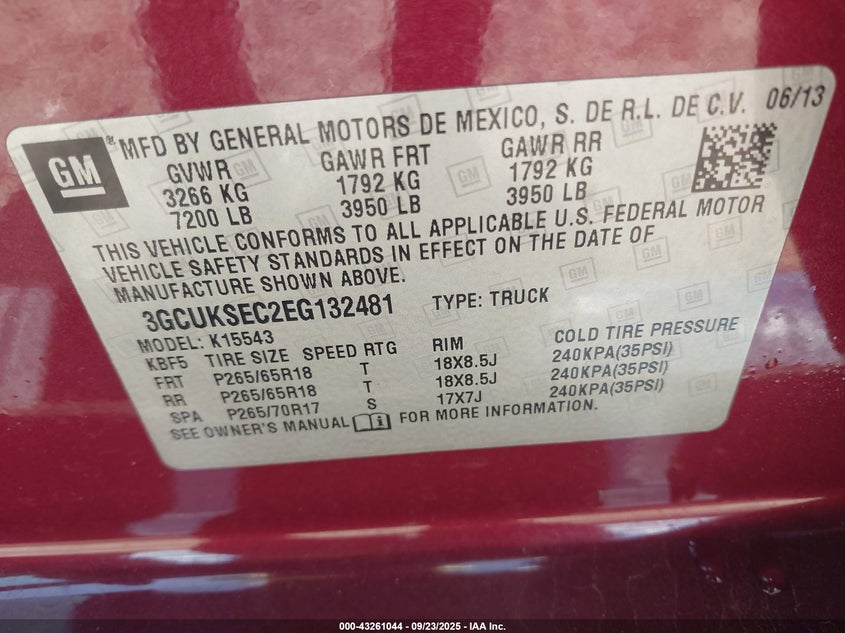 GM
® MFD BY GENERAL MOTORS DE MEXICO, S. DE R.L. DE C.V. 06/13
GVWR GAWR FRT GAWR RR
3266 KG 1792 KG 1792 KG
7200 LB 3950 LB 3950 LB
THIS VEHICLE CONFORMS TO ALL APPLICABLE U.S. FEDERAL MOTOR
VEHICLE SAFETY STANDARDS IN EFFECT ON THE DATE OF
MANUFACTURE SHOWN ABOVE.
3GCUKSEC2EG132481 TYPE: TRUCK
MODEL: K15543
KBF5 TIRE SIZE SPEED RTG RIM COLD TIRE PRESSURE
FRT P265/65R18 T 18X8.5J 240KPA(35PSI)
RR P265/65R18 T 18X8.5J 240KPA(35PSI)
SPA P265/70R17 S 17X7J 240KPA(35PSI)
SEE OWNER'S MANUAL FOR MORE INFORMATION.
000-43261044 - 09/23/2025 - IAA Inc.